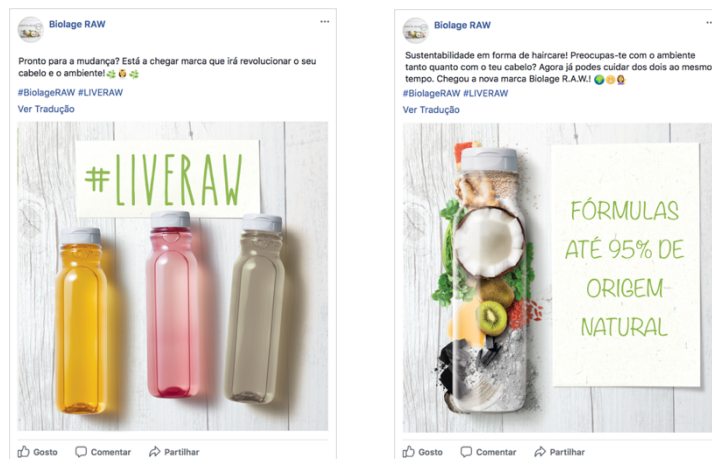 Biolage RAW
...
Pronto para a mudança? Está a chegar marca que irá revolucionar o seu
cabelo e o ambiente!
#BiolageRAW #LIVERAW
Ver Tradução
#LIVERAW
Gosto Comentar Partilhar
Biolage RAW
Sustentabilidade em forma de haircare! Preocupas-te com o ambiente
tanto quanto com o teu cabelo? Agora já podes cuidar dos dois ao mesmo
tempo. Chegou a nova marca Biolage R.A.W.!
#BiolageRAW #LIVERAW
Ver Tradução
FÓRMULAS
ATÉ 95% DE
ORIGEM
NATURAL
Gosto Comentar Partilhar